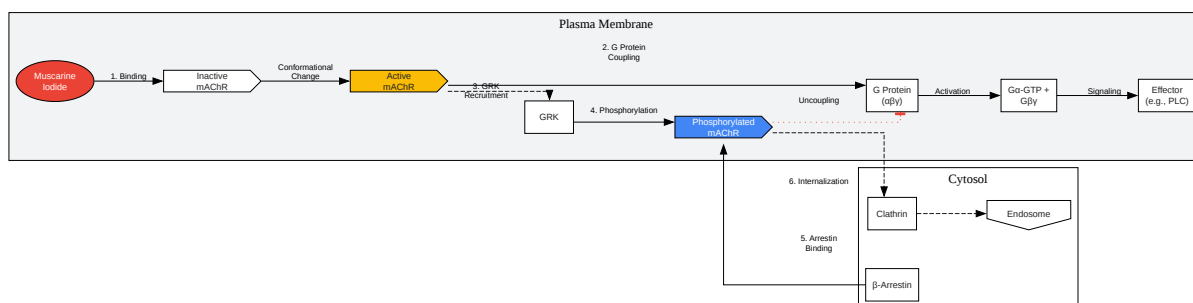 Plasma Membrane
Muscarine
Iodide
1. Binding
Inactive
mAChR
Conformational
Change
Active
mAChR
2. G Protein
Coupling
3. GRK
Recruitment
GRK
4. Phosphorylation
Phosphorylated
mAChR
Uncoupling
G Protein
(αβγ)
Activation
Gα-GTP +
Gβγ
Signaling
Effector
(e.g., PLC)
Cytosol
6. Internalization
Clathrin
Endosome
5. Arrestin
Binding
β-Arrestin